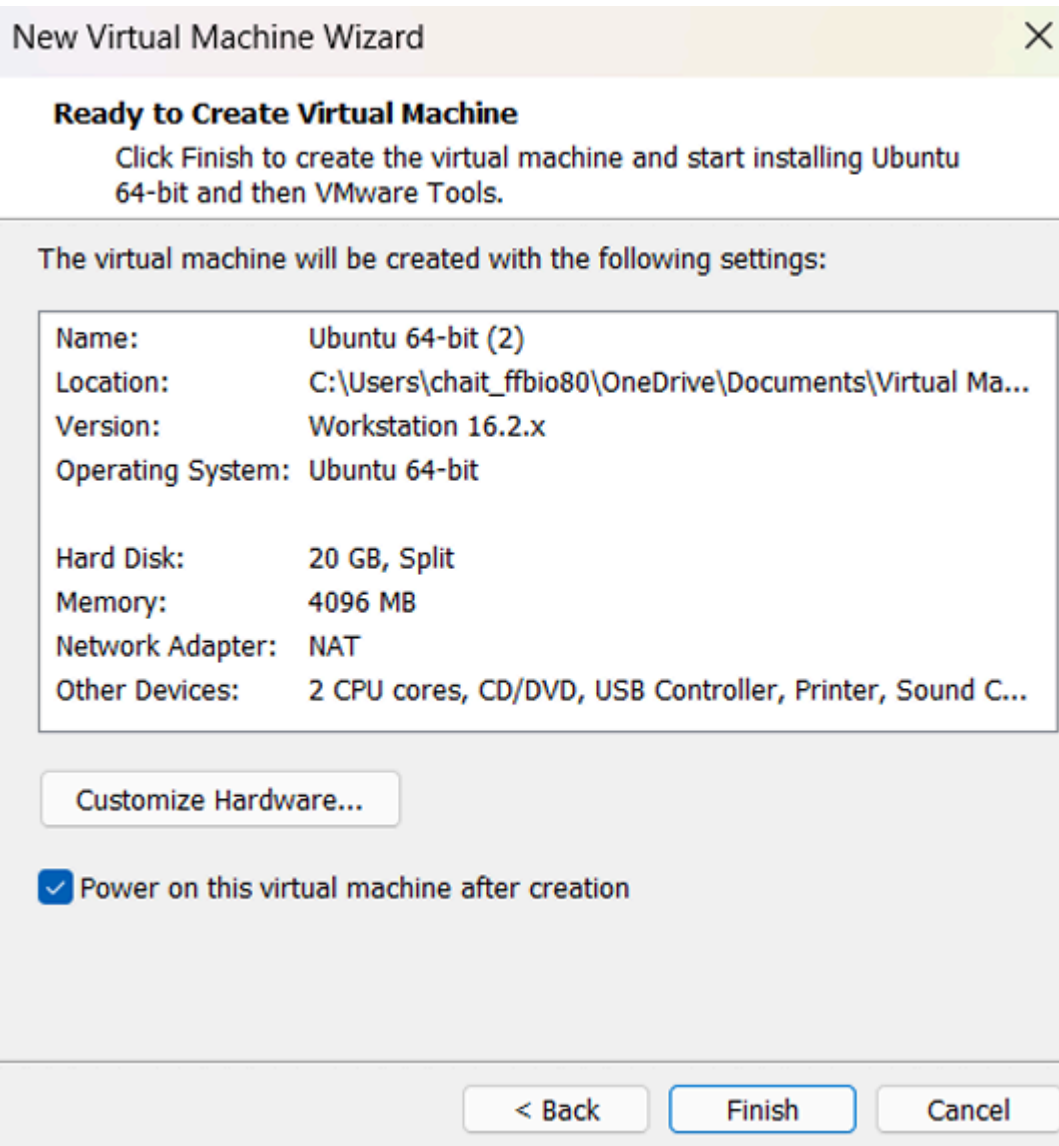 New Virtual Machine Wizard
Ready to Create Virtual Machine
Click Finish to create the virtual machine and start installing Ubuntu
64-bit and then VMware Tools.
The virtual machine will be created with the following settings:
Name: Ubuntu 64-bit (2)
Location: C:\Users\chait_ffbio80\OneDrive\Documents\Virtual Ma...
Version: Workstation 16.2.x
Operating System: Ubuntu 64-bit
Hard Disk: 20 GB, Split
Memory: 4096 MB
Network Adapter: NAT
Other Devices: 2 CPU cores, CD/DVD, USB Controller, Printer, Sound C...
Customize Hardware...
Power on this virtual machine after creation
< Back Finish Cancel